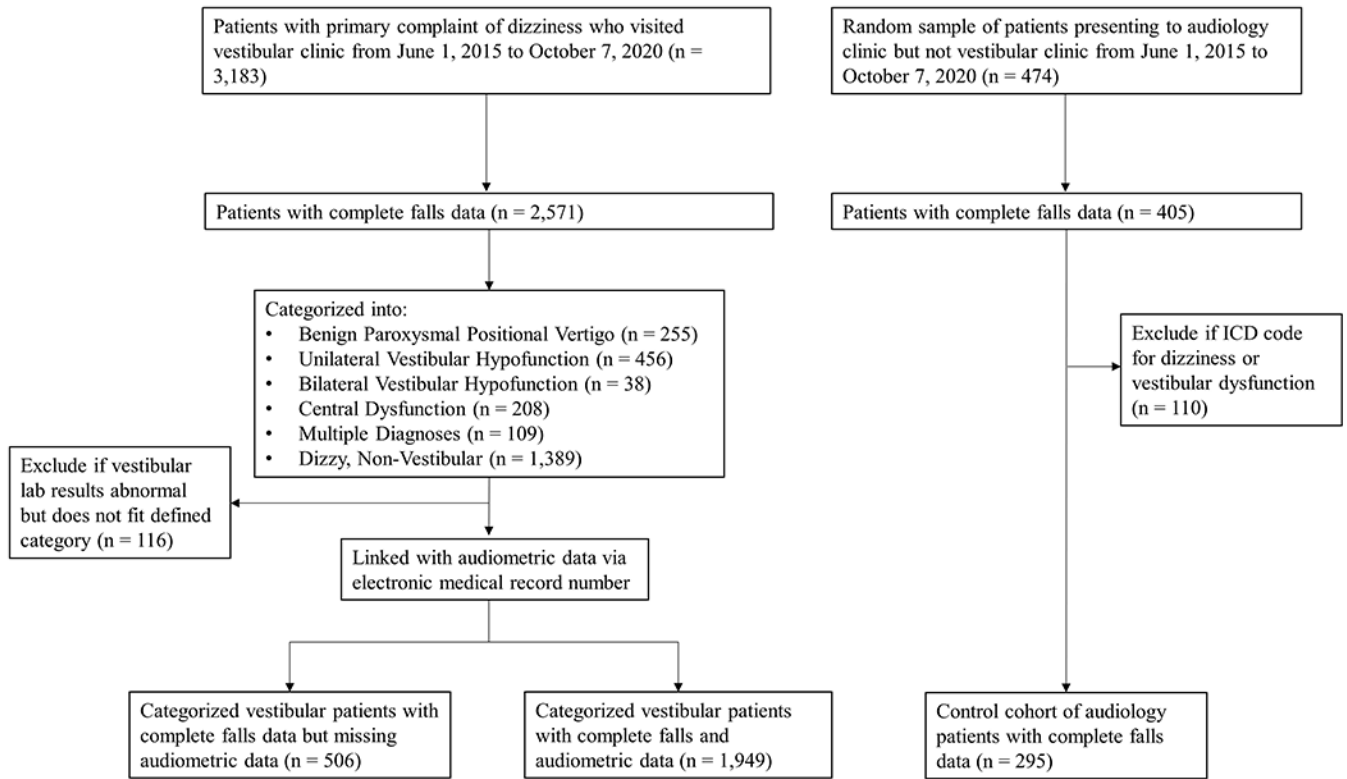 Patients with primary complaint of dizziness who visited
vestibular clinic from June 1, 2015 to October 7, 2020 (n =
3,183)
Random sample of patients presenting to audiology
clinic but not vestibular clinic from June 1, 2015 to
October 7, 2020 (n = 474)
Patients with complete falls data (n = 2,571)
Patients with complete falls data (n = 405)
Categorized into:
• Benign Paroxysmal Positional Vertigo (n = 255)
• Unilateral Vestibular Hypofunction (n = 456)
• Bilateral Vestibular Hypofunction (n = 38)
• Central Dysfunction (n = 208)
• Multiple Diagnoses (n = 109)
• Dizzy, Non-Vestibular (n = 1,389)
Exclude if ICD code
for dizziness or
vestibular dysfunction
(n = 110)
Exclude if vestibular
lab results abnormal
but does not fit defined
category (n = 116)
Linked with audiometric data via
electronic medical record number
Categorized vestibular patients with
complete falls data but missing
audiometric data (n = 506)
Categorized vestibular patients
with complete falls and
audiometric data (n = 1,949)
Control cohort of audiology
patients with complete falls
data (n = 295)